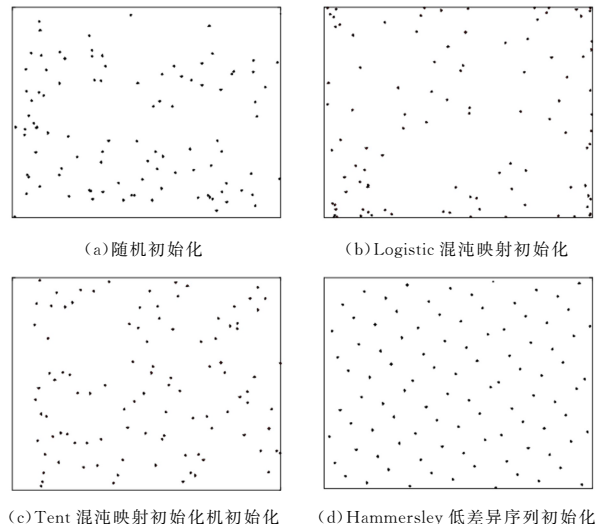 (a)随机初始化
(b)Logistic 混沌映射初始化
(c)Tent 混沌映射初始化机初始化
(d)Hammersley 低差异序列初始化